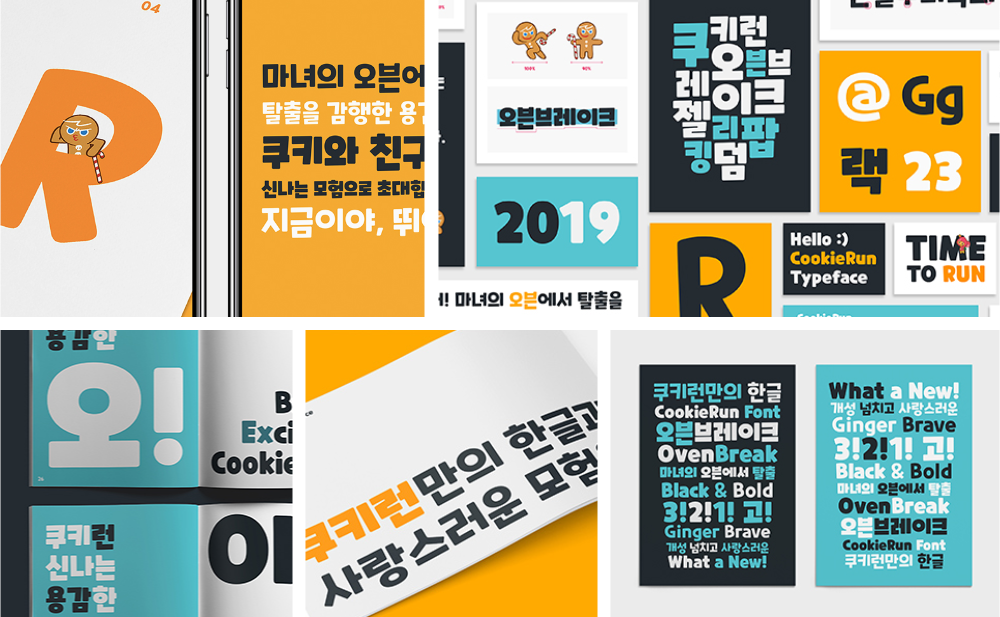 04
R
마녀의 오븐에
탈출을 감행한 용감
쿠키와 친구
신나는 모험으로 초대합
지금이야, 뛰어
오븐브레이크
2019
! 마녀의 오븐에서 탈출을
쿠키런
오븐브
레이크
젤리팝
킹덤
@ Gg
랙 23
R
Hello :)
CookieRun
Typeface
TIME
TO RUN
CookieRun
용감한
오!
26
B
Exci
Cookie
쿠키런
신나는
용감한
쿠키런만의 한글과
사랑스러운 모험
쿠키런만의 한글
CookieRun Font
오븐브레이크
OvenBreak
마녀의 오븐에서 탈출
Black & Bold
3!2!1! 고!
Ginger Brave
개성 넘치고 사랑스러운
What a New!
What a New!
개성 넘치고 사랑스러운
Ginger Brave
3!2!1! 고!
Black & Bold
마녀의 오븐에서 탈출
OvenBreak
오븐브레이크
CookieRun Font
쿠키런만의 한글